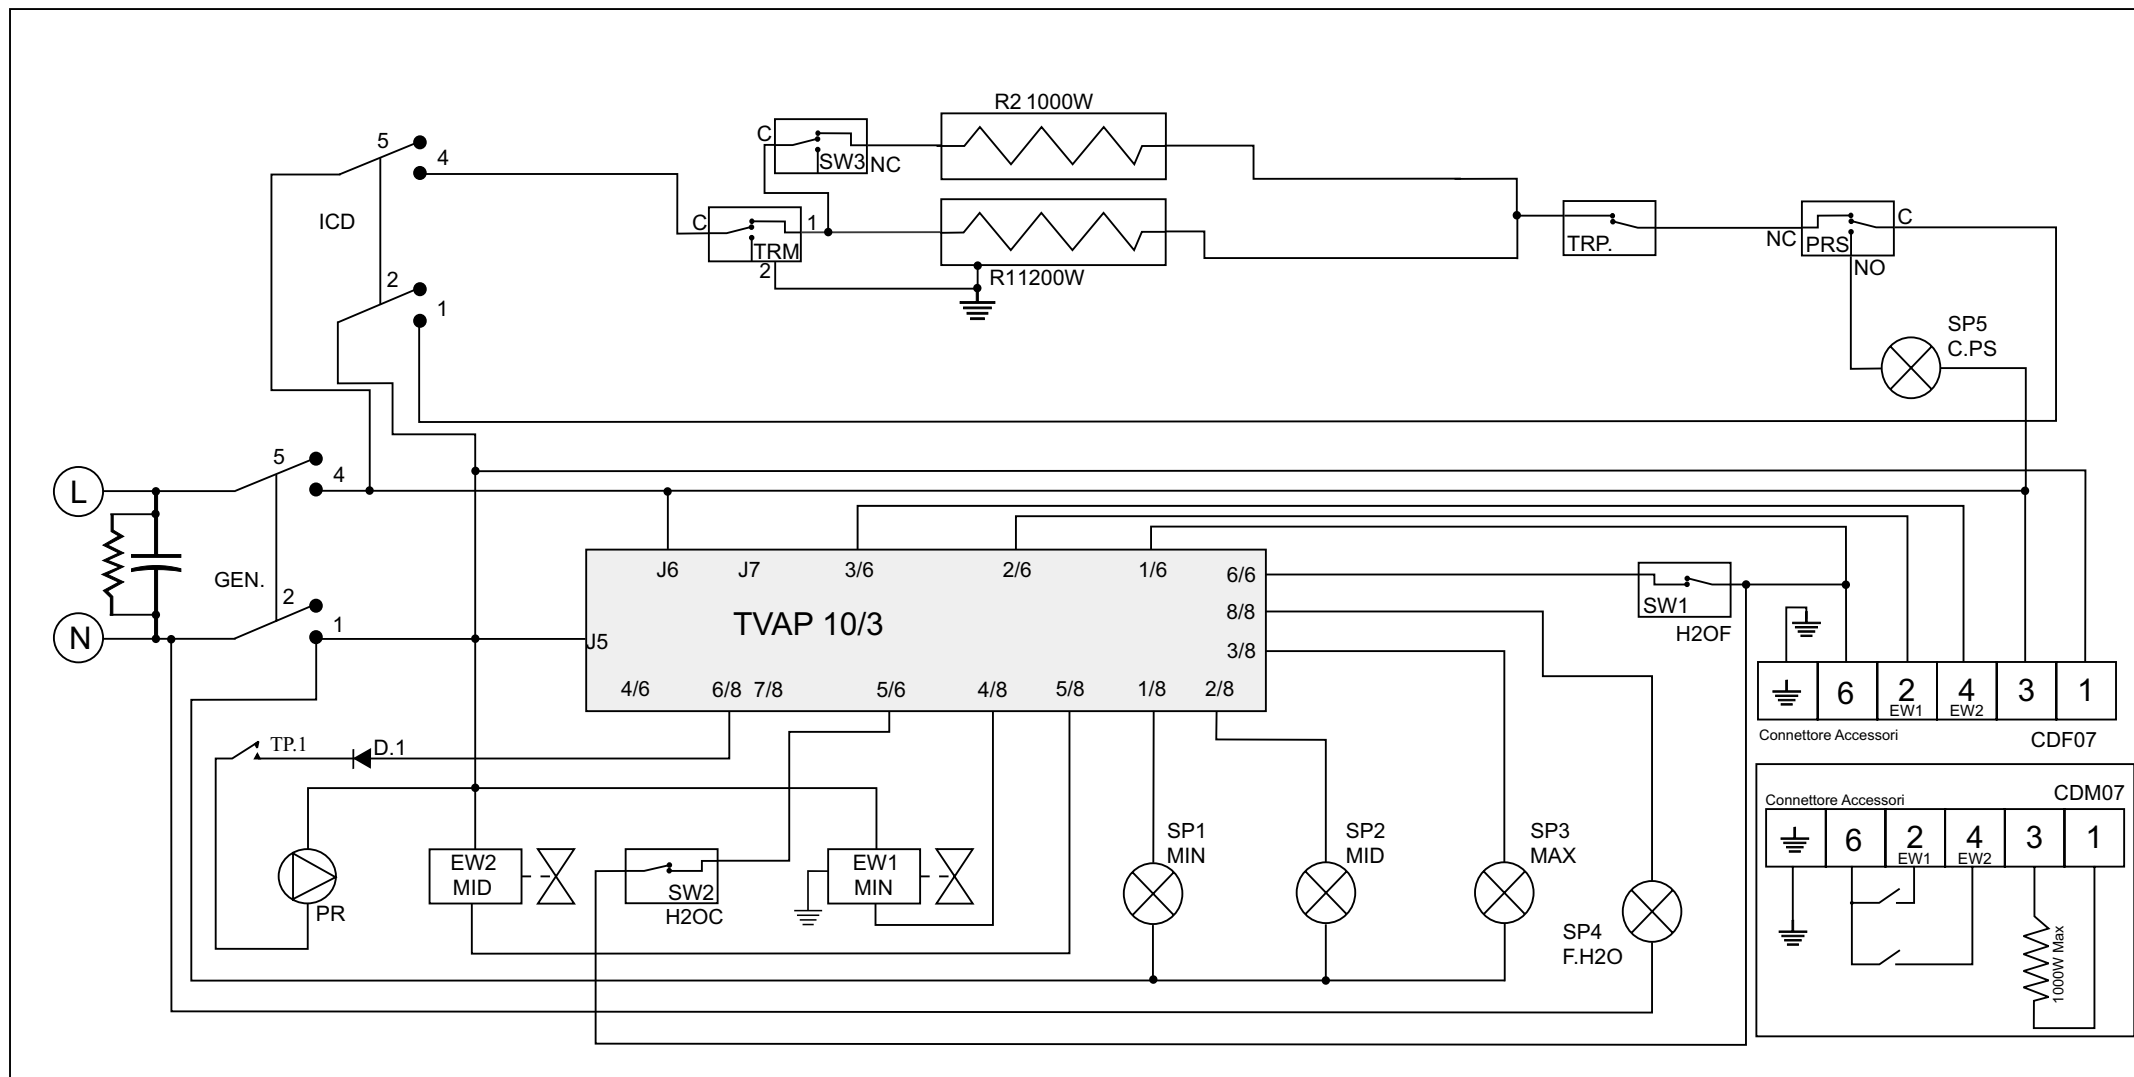 R2 1000W
5
4
C
SW3
NC
ICD
C
1
TRM
2
R11200W
TRP.
NC
PRS
C
NO
2
1
SP5
C.PS
5
4
L
GEN.
2
1
N
J6
J7
3/6
2/6
1/6
6/6
8/8
3/8
TVAP 10/3
J5
4/6
6/8
7/8
5/6
4/8
5/8
1/8
2/8
SW1
H2OF
6
2
EW1
4
EW2
3
1
Connettore Accessori
CDF07
TP.1
D.1
PR
EW2
MID
SW2
H2OC
EW1
MIN
SP1
MIN
SP2
MID
SP3
MAX
SP4
F.H2O
Connettore Accessori
CDM07
6
2
EW1
4
EW2
3
1
1000W Max